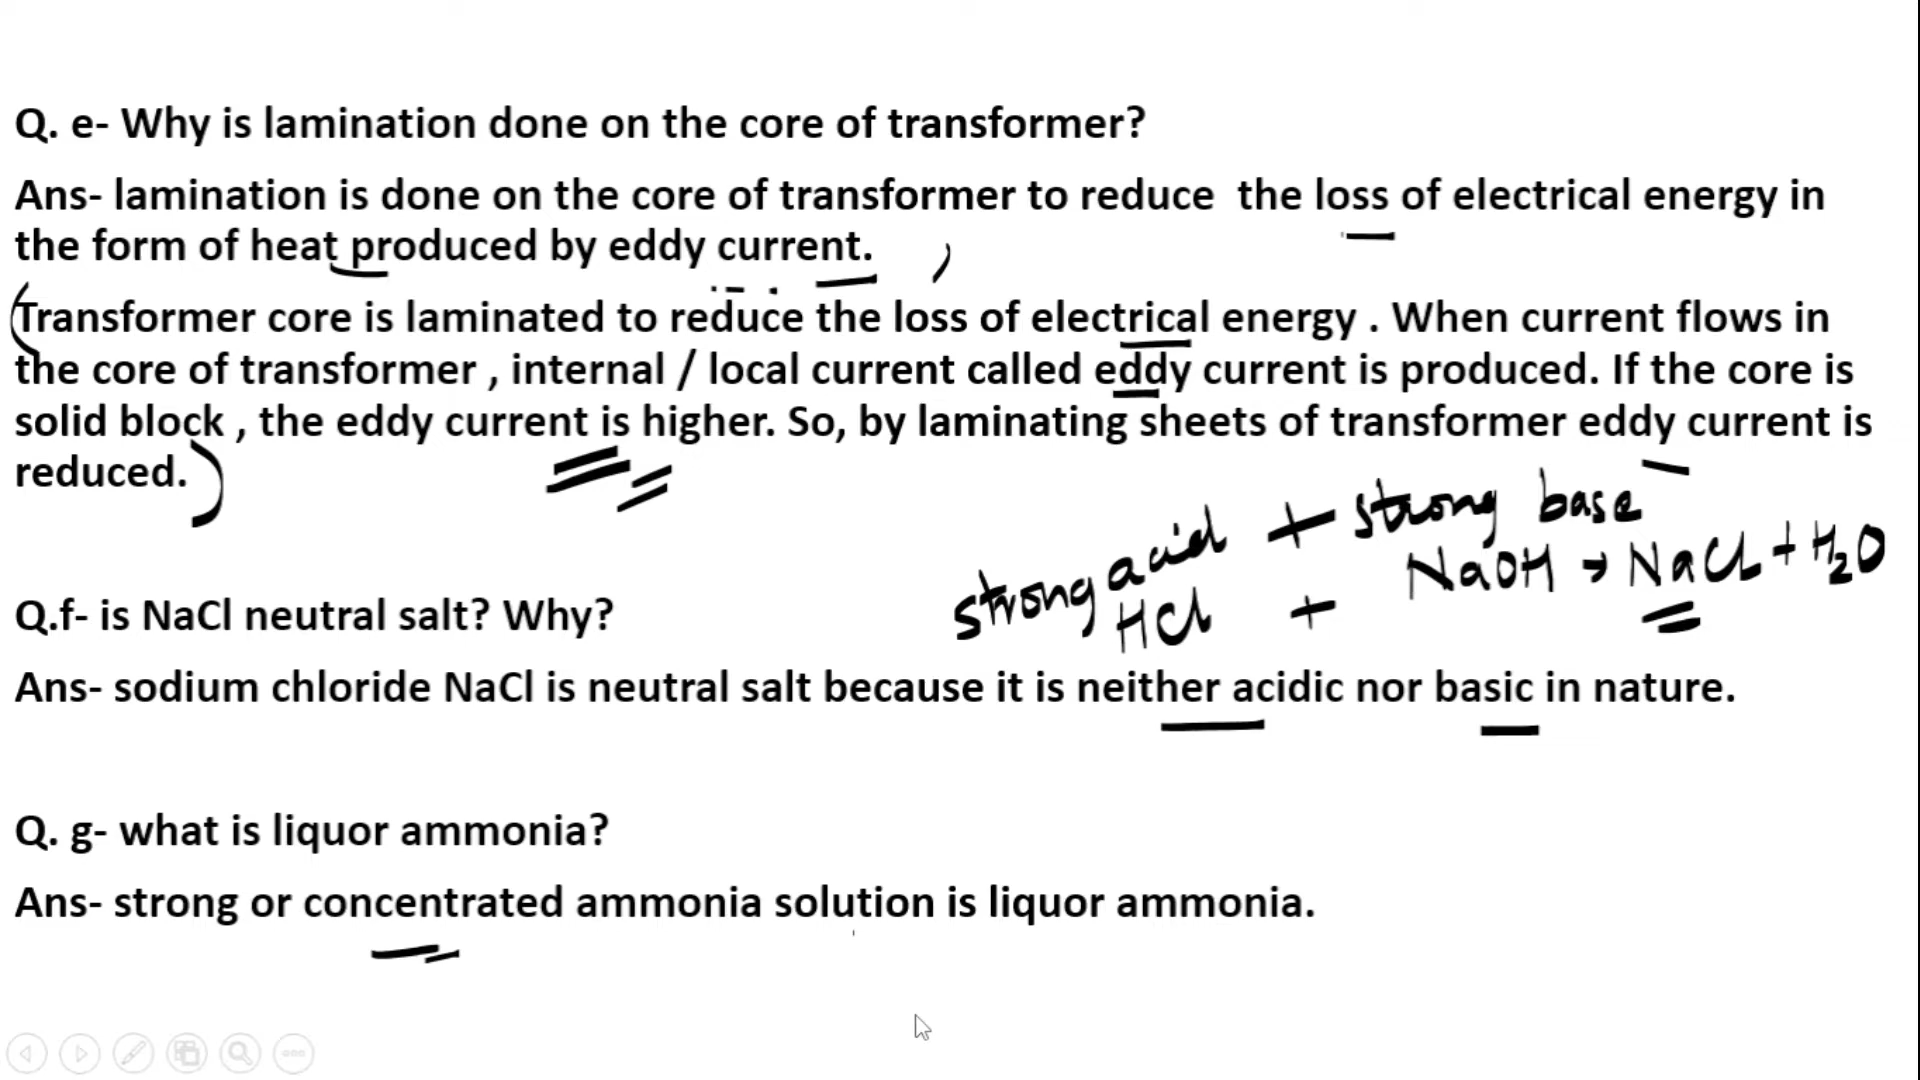 Q. e- Why is lamination done on the core of transformer?
Ans- lamination is done on the core of transformer to reduce the loss of electrical energy in
the form of heat produced by eddy current.
Transformer core is laminated to reduce the loss of electrical energy . When current flows in
the core of transformer , internal / local current called eddy current is produced. If the core is
solid block , the eddy current is higher. So, by laminating sheets of transformer eddy current is
reduced.
strong acid + strong base
HCl + NaOH → NaCl + H₂O
Q.f- is NaCl neutral salt? Why?
Ans- sodium chloride NaCl is neutral salt because it is neither acidic nor basic in nature.
Q. g- what is liquor ammonia?
Ans- strong or concentrated ammonia solution is liquor ammonia.